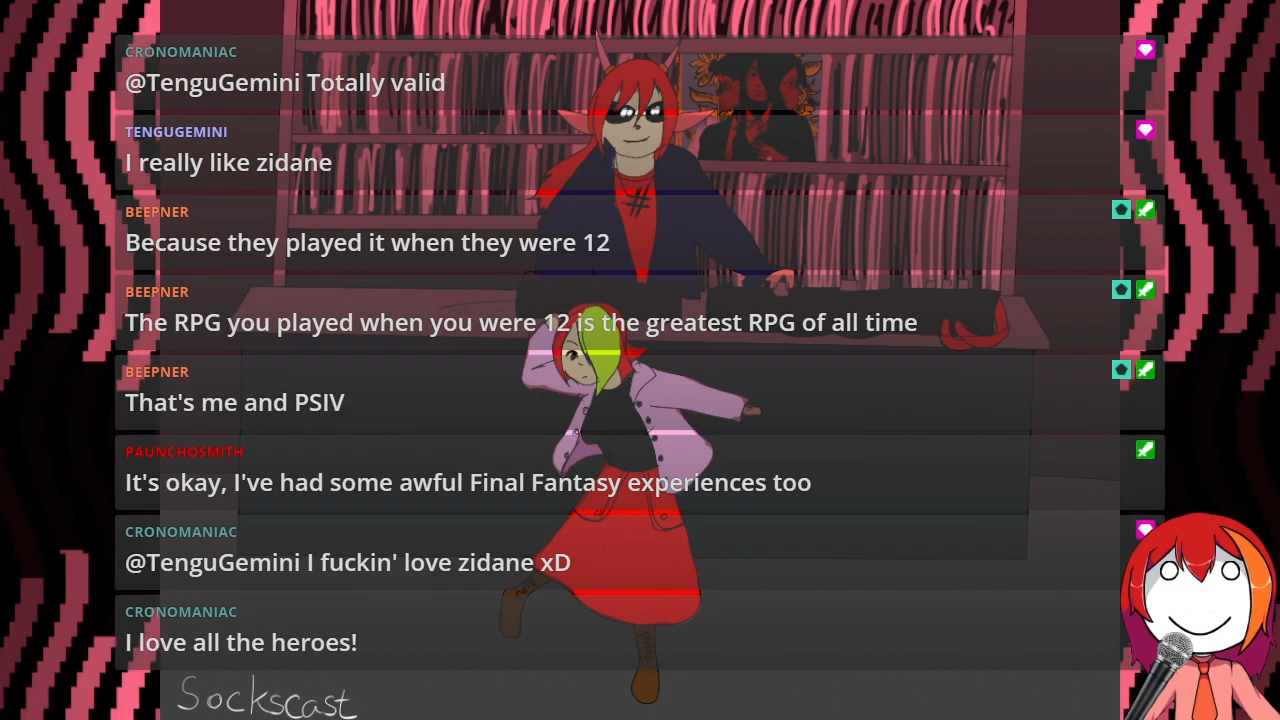 CRONOMANIAC
@TenguGemini Totally valid
TENGUGEMINI
I really like zidane
BEEPNER
Because they played it when they were 12
BEEPNER
The RPG you played when you were 12 is the greatest RPG of all time
BEEPNER
That's me and PSIV
PAUNCHOSMITH
It's okay, I've had some awful Final Fantasy experiences too
CRONOMANIAC
@TenguGemini I fuckin' love zidane xD
CRONOMANIAC
I love all the heroes!
Sockscast